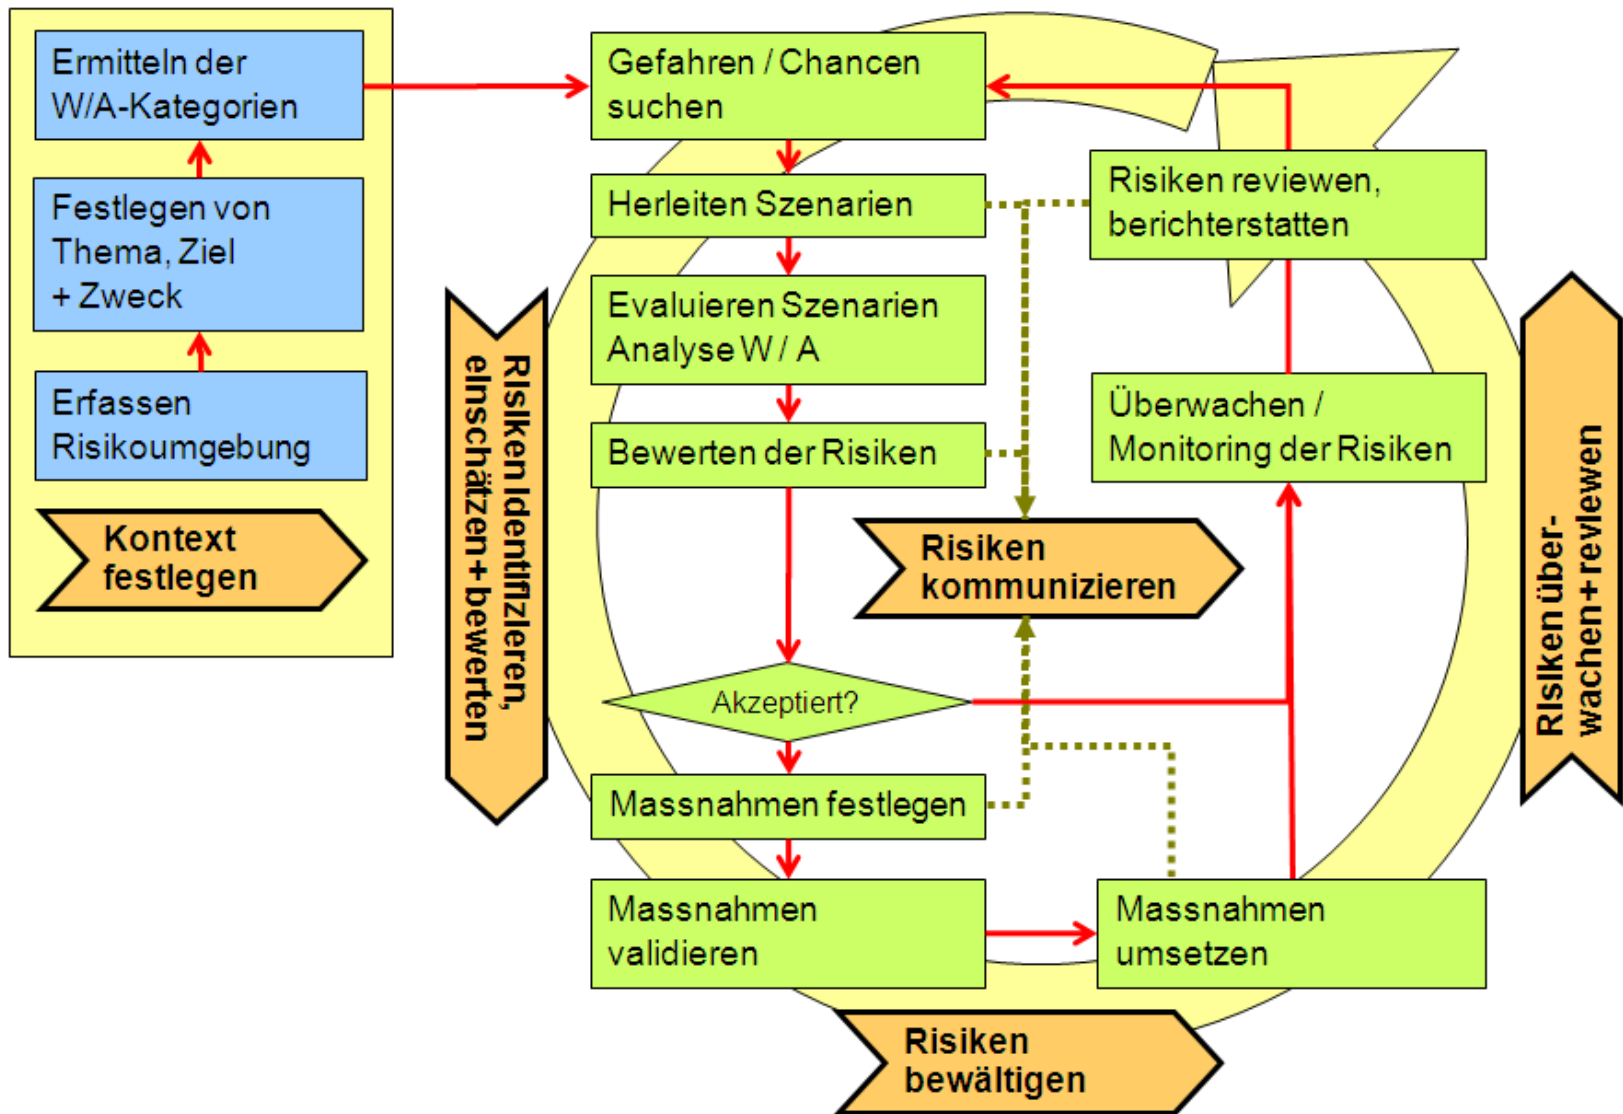 Ermitteln der
W/A-Kategorien
Festlegen von
Thema, Ziel
+ Zweck
Erfassen
Risikoumgebung
Kontext
festlegen
Gefahren / Chancen
suchen
Herleiten Szenarien
Evaluieren Szenarien
Analyse W / A
Bewerten der Risiken
Akzeptiert?
Massnahmen festlegen
Massnahmen
validieren
Massnahmen
umsetzen
Überwachen /
Monitoring der Risiken
Risiken reviewen,
berichterstatten
Risiken identifizieren,
einschätzen + bewerten
Risiken
kommunizieren
Risiken
bewältigen
Risiken über-
wachen + reviewen